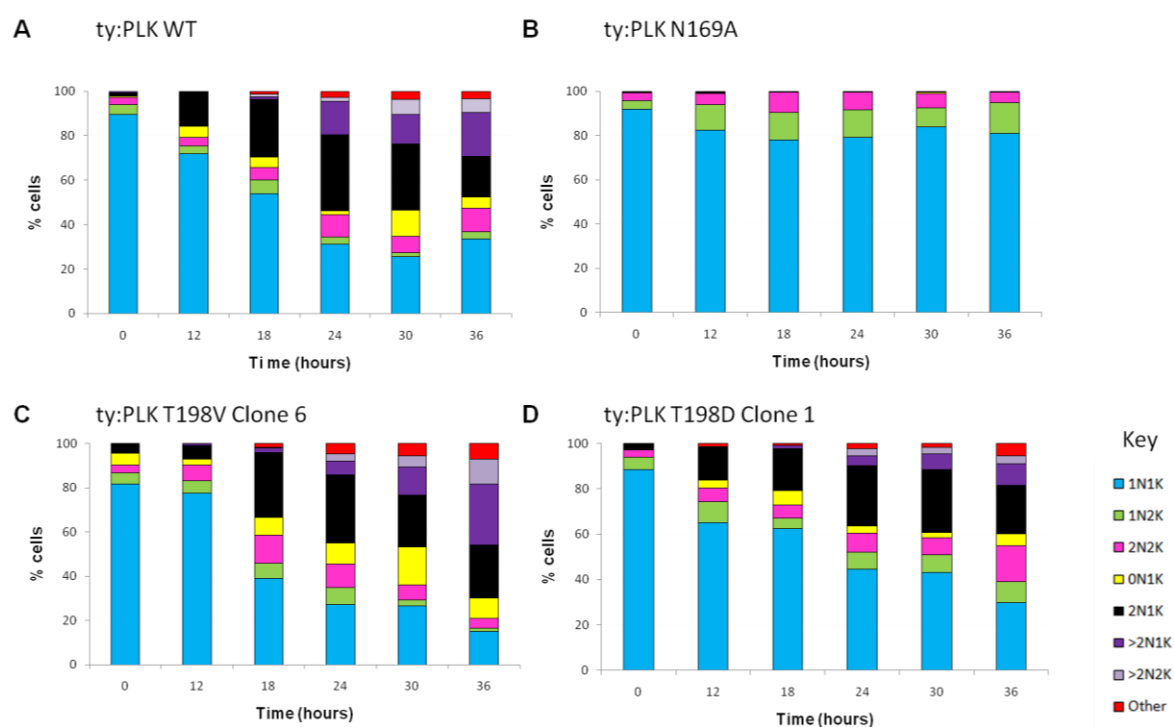 A ty:PLK WT
100
80
60
40
20
0
% cells
0 12 18 24 30 36
Time (hours)
B ty:PLK N169A
100
80
60
40
20
0
% cells
0 12 18 24 30 36
Time (hours)
C ty:PLK T198V Clone 6
100
80
60
40
20
0
% cells
0 12 18 24 30 36
Time (hours)
D ty:PLK T198D Clone 1
100
80
60
40
20
0
% cells
0 12 18 24 30 36
Time (hours)
Key
1N1K
1N2K
2N2K
0N1K
2N1K
>2N1K
>2N2K
Other